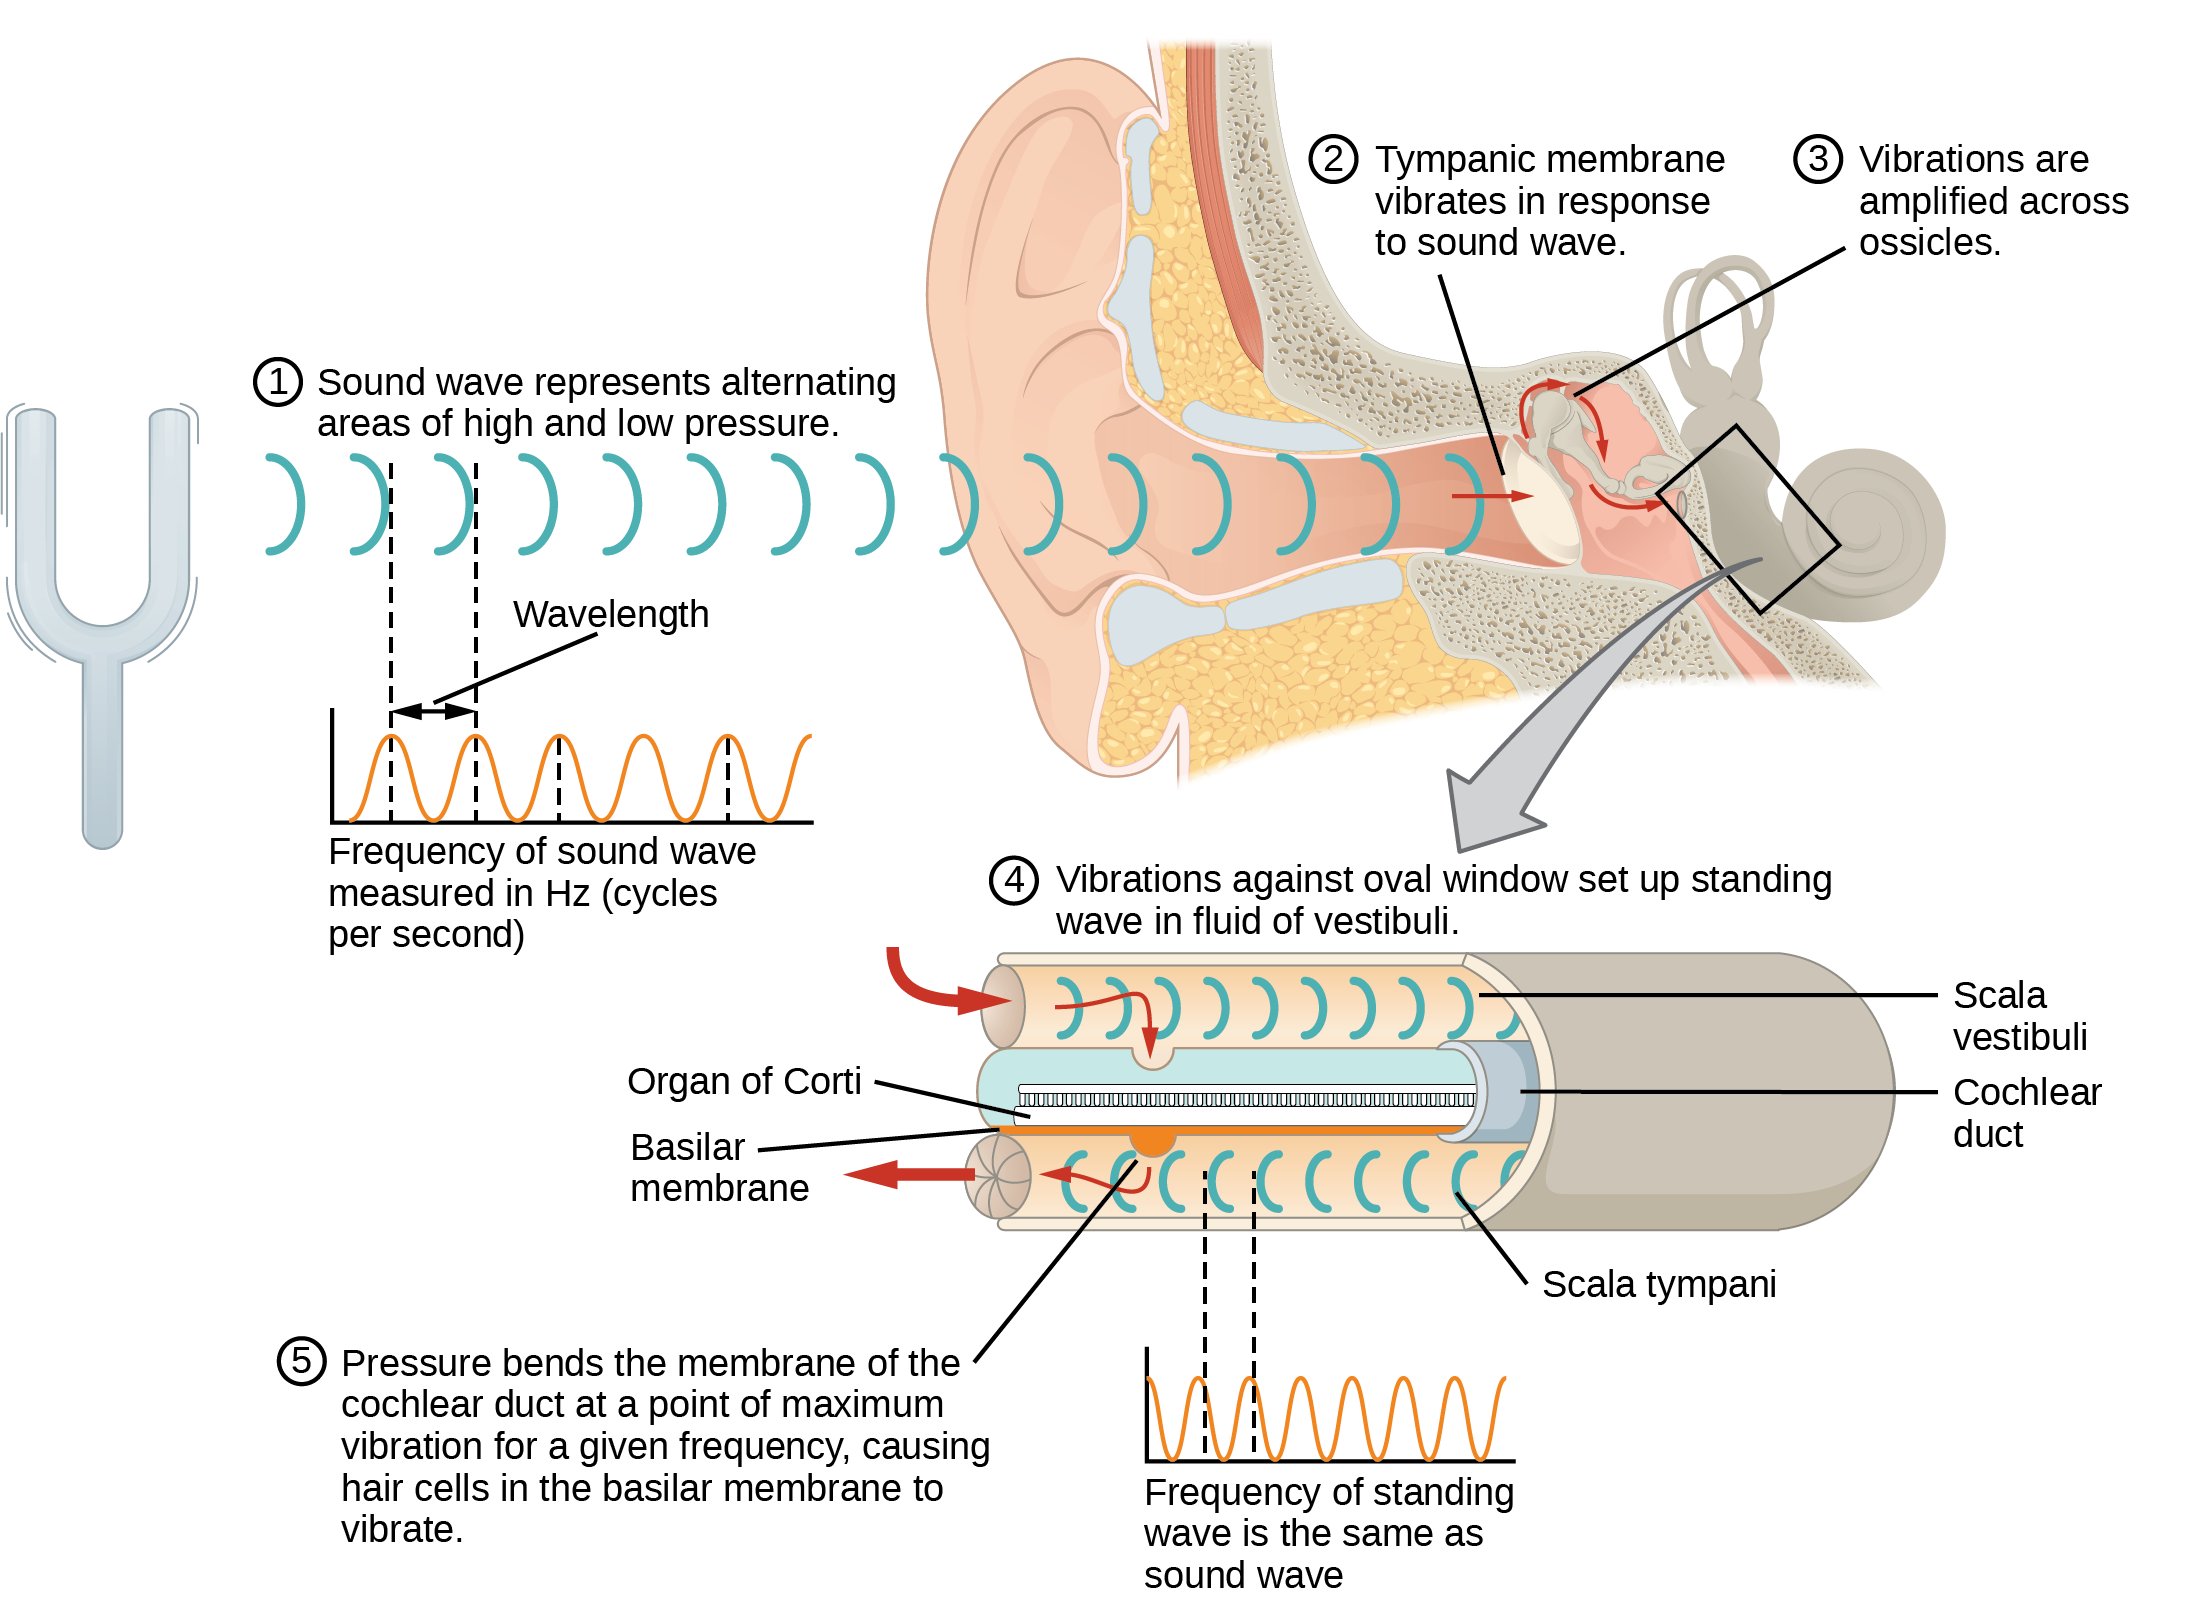 1 Sound wave represents alternating
areas of high and low pressure.
2 Tympanic membrane
vibrates in response
to sound wave.
3 Vibrations are
amplified across
ossicles.
Wavelength
Frequency of sound wave
measured in Hz (cycles
per second)
4 Vibrations against oval window set up standing
wave in fluid of vestibuli.
Scala
vestibuli
Organ of Corti
Cochlear
duct
Basilar
membrane
Scala tympani
5 Pressure bends the membrane of the
cochlear duct at a point of maximum
vibration for a given frequency, causing
hair cells in the basilar membrane to
vibrate.
Frequency of standing
wave is the same as
sound wave